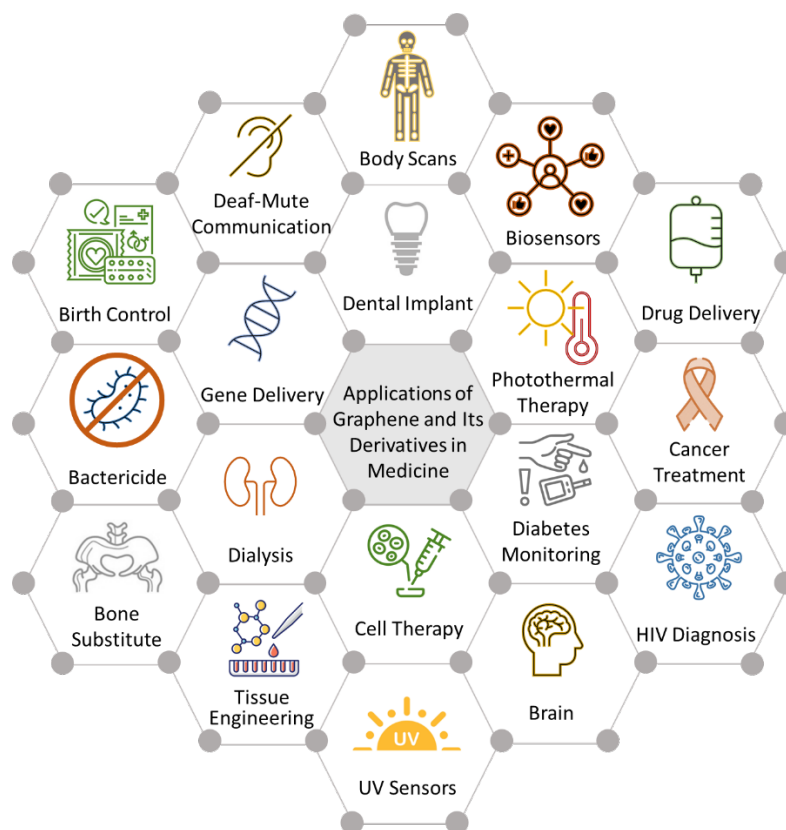 Body Scans
Deaf-Mute
Communication
Biosensors
Birth Control
Dental Implant
Drug Delivery
Gene Delivery
Photothermal
Therapy
Applications of
Graphene and Its
Derivatives in
Medicine
Bactericide
Cancer
Treatment
Dialysis
Diabetes
Monitoring
Bone
Substitute
Cell Therapy
HIV Diagnosis
Tissue
Engineering
Brain
UV
UV Sensors